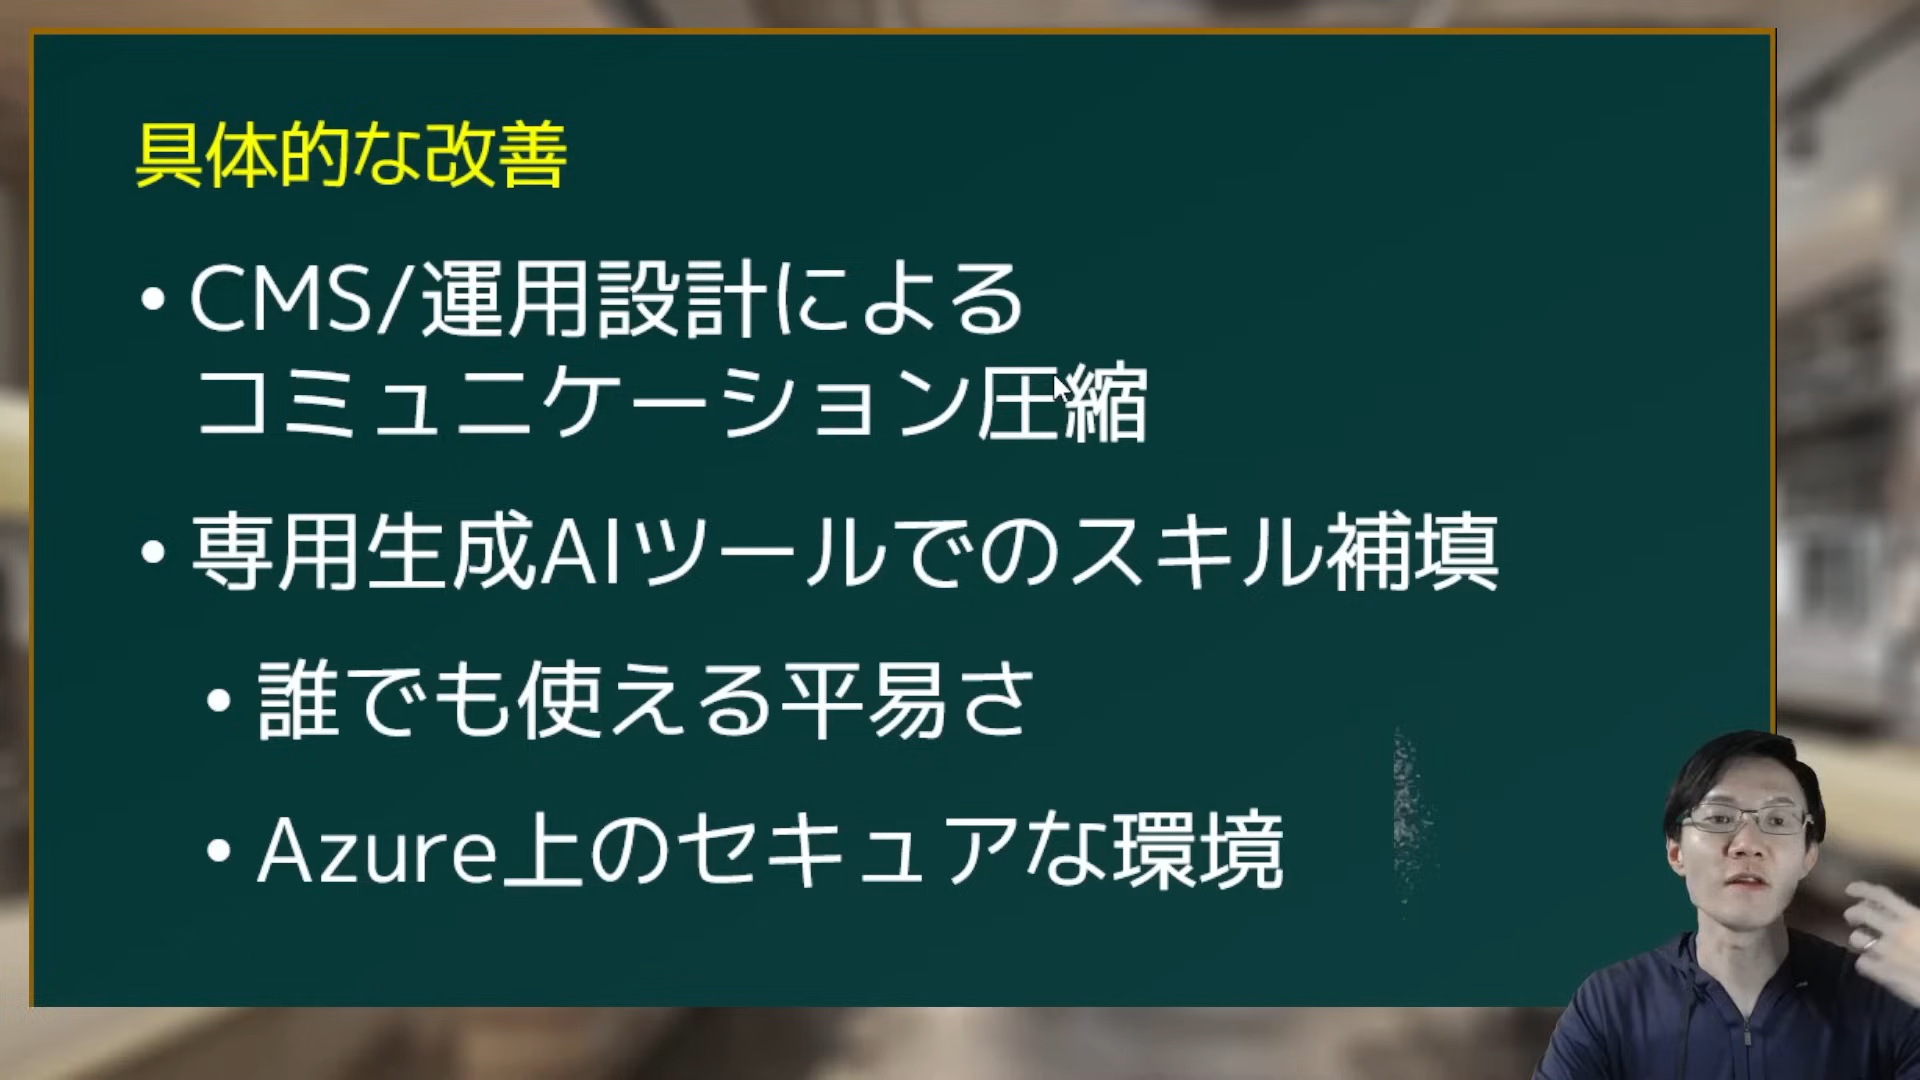 具体的な改善
• CMS/運用設計による
コミュニケーション圧縮
• 専用生成AIツールでのスキル補填
• 誰でも使える平易さ
• Azure上のセキュアな環境